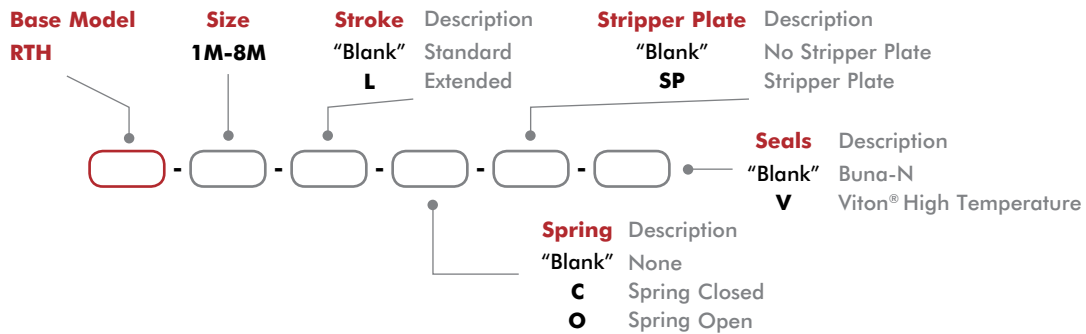 Base Model Size Stroke Description Stripper Plate Description
RTH 1M-8M "Blank" Standard "Blank" No Stripper Plate
L Extended SP Stripper Plate
- - - - -
Seals Description
"Blank" Buna-N
V Viton® High Temperature
Spring Description
"Blank" None
C Spring Closed
O Spring Open